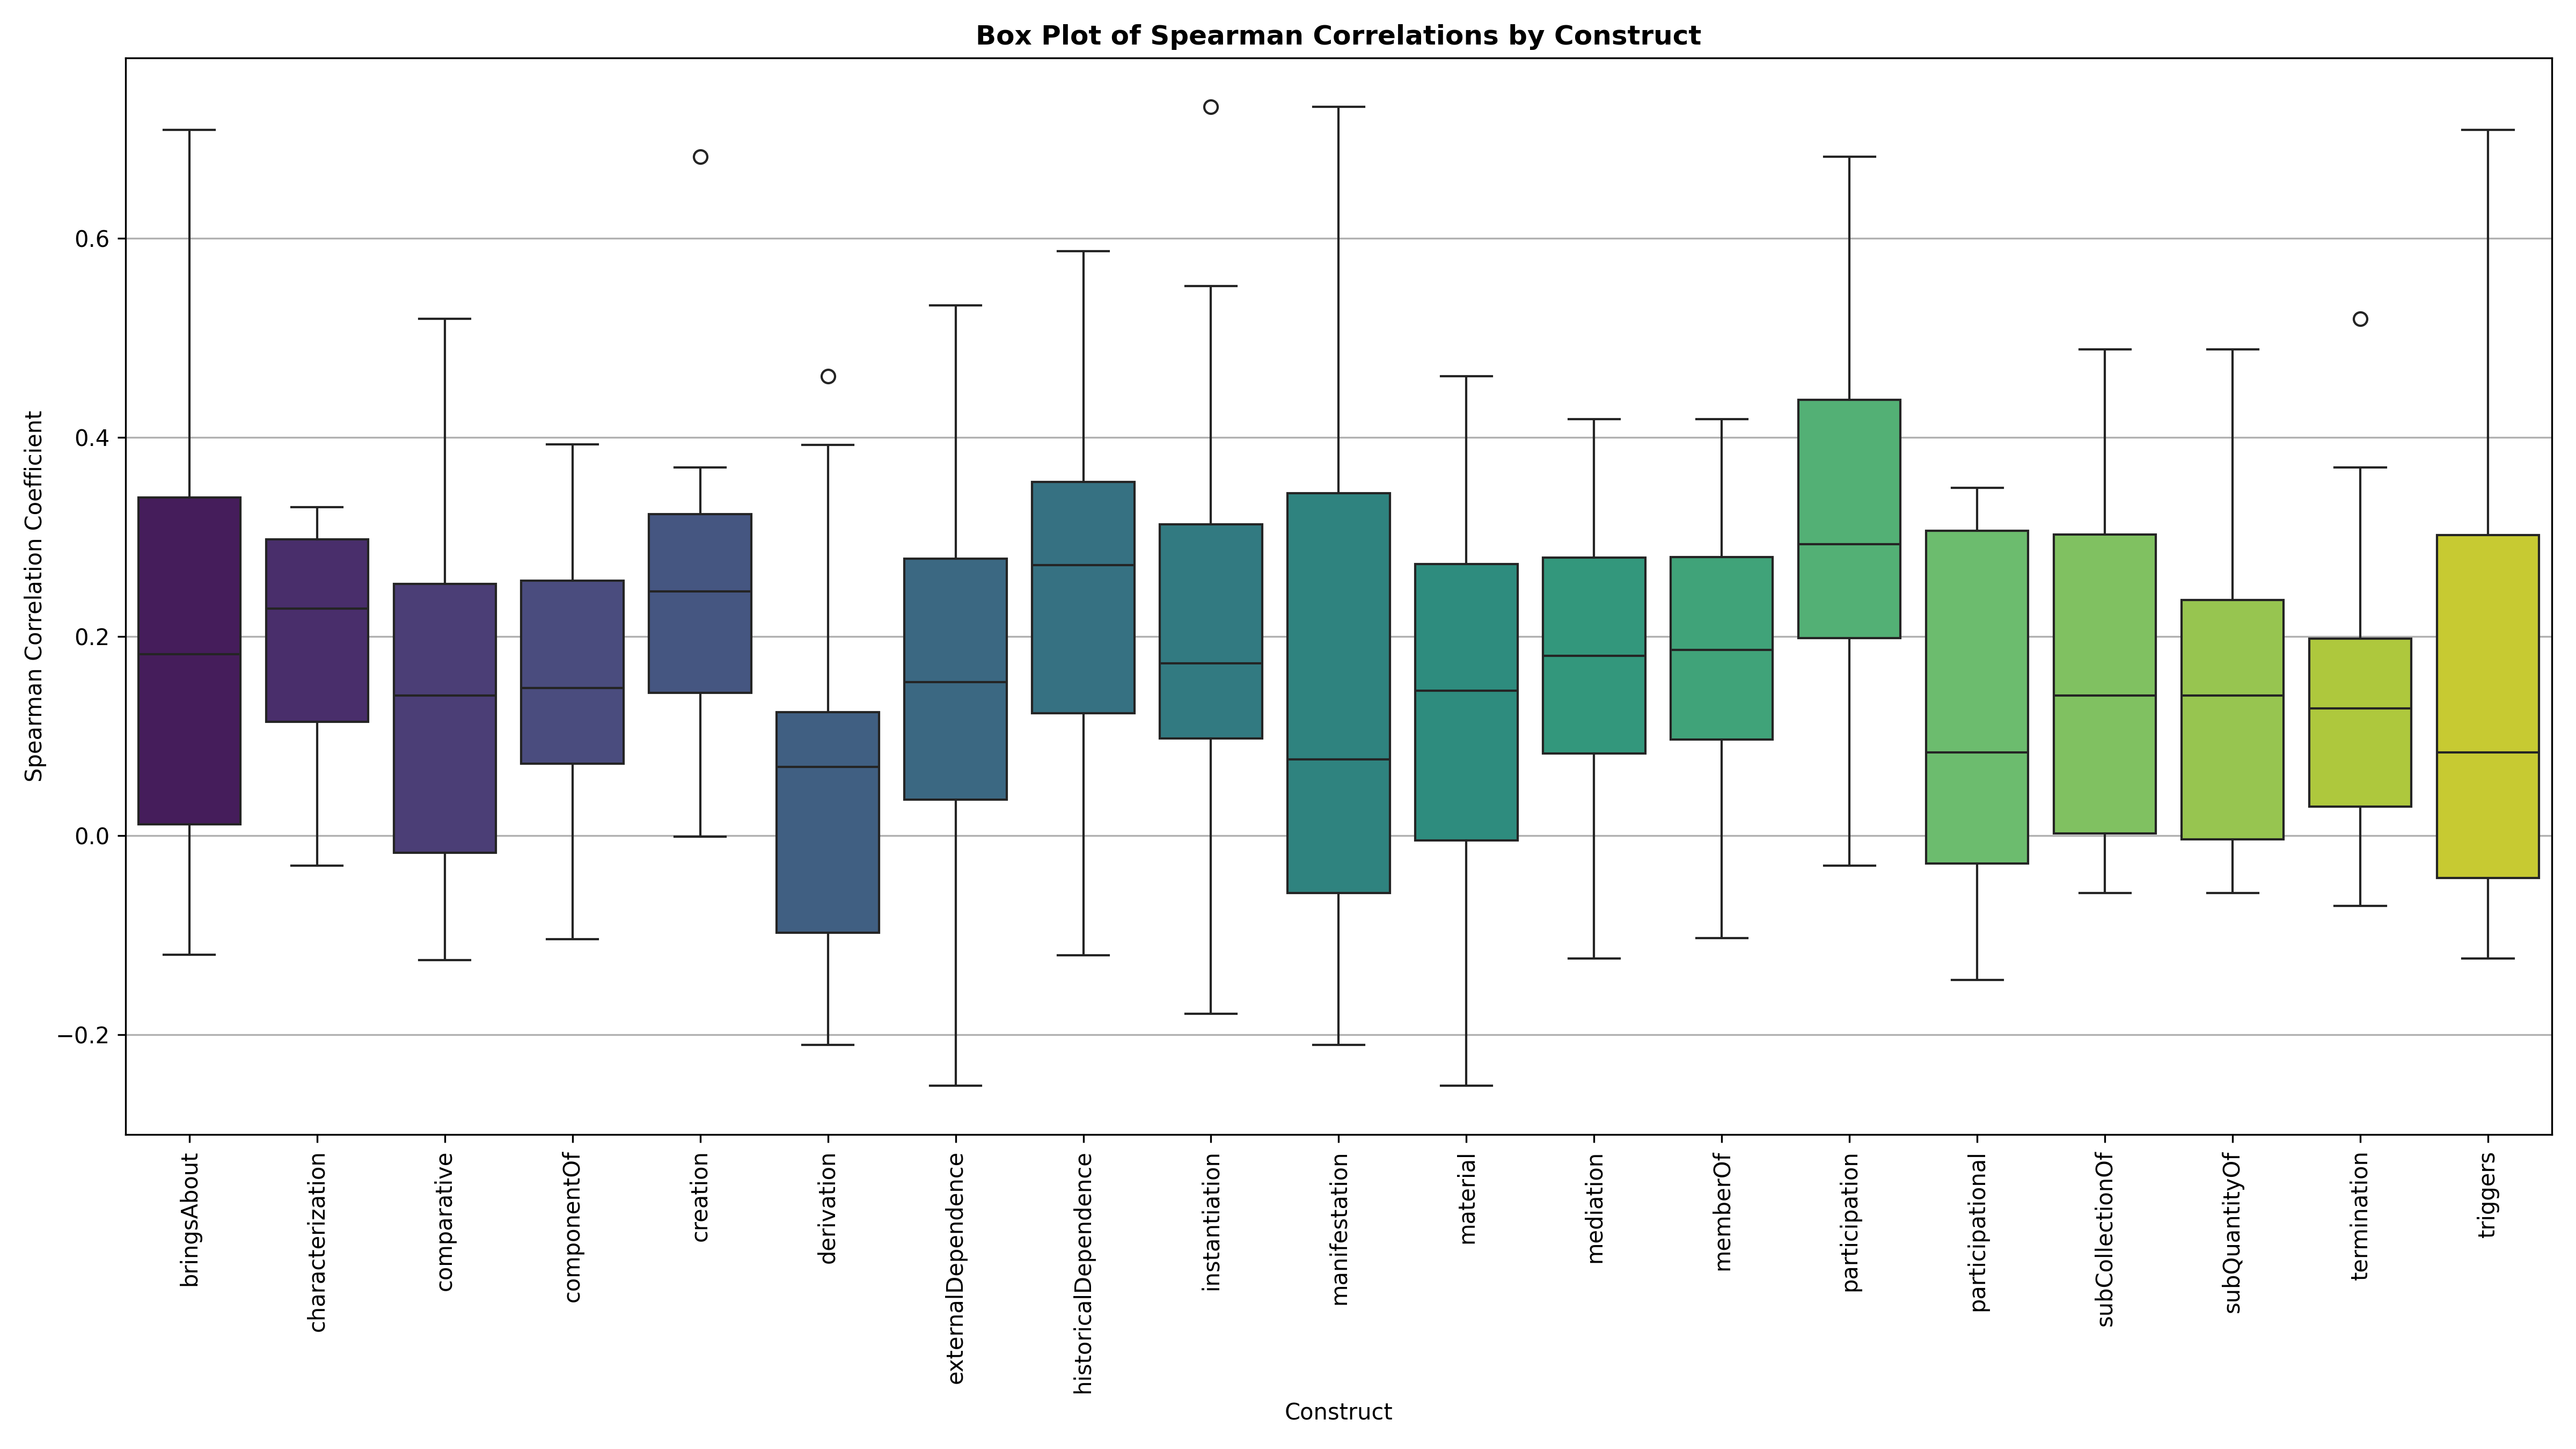 Box Plot of Spearman Correlations by Construct
Spearman Correlation Coefficient
0.6
0.4
0.2
0.0
−0.2
bringsAbout
characterization
comparative
componentOf
creation
derivation
externalDependence
historicalDependence
instantiation
manifestation
material
mediation
memberOf
participation
participational
subCollectionOf
subQuantityOf
termination
triggers
Construct